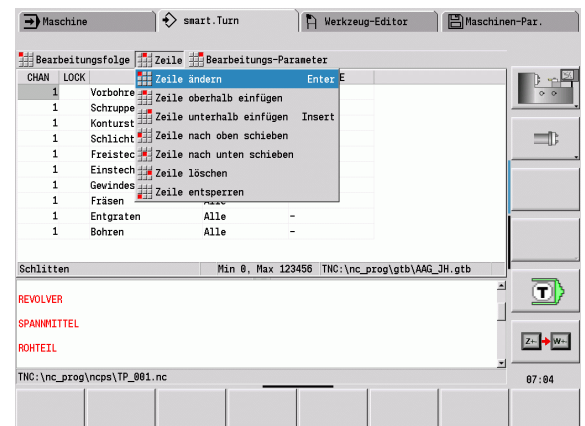 Maschine
smart.Turn
Werkzeug-Editor
Maschinen-Par.
Bearbeitungsfolge Zeile Bearbeitungs-Parameter
CHAN LOCK E
Zeile ändern Enter
Zeile oberhalb einfügen
Zeile unterhalb einfügen Insert
Zeile nach oben schieben
Zeile nach unten schieben
Zeile löschen
Zeile entsperren
1 Vorbohre
1 Schruppe
1 Konturst
1 Schlicht
1 Freistec
1 Einstech
1 Gewindes
1 Fräsen Alle
1 Entgraten Alle –
1 Bohren Alle –
Schlitten Min 0, Max 123456 TNC:\nc_prog\gtb\AAG_JH.gtb
REVOLVER
SPANNMITTEL
ROHTEIL
TNC:\nc_prog\ncps\TP_001.nc
T
Z+ W+
07:04